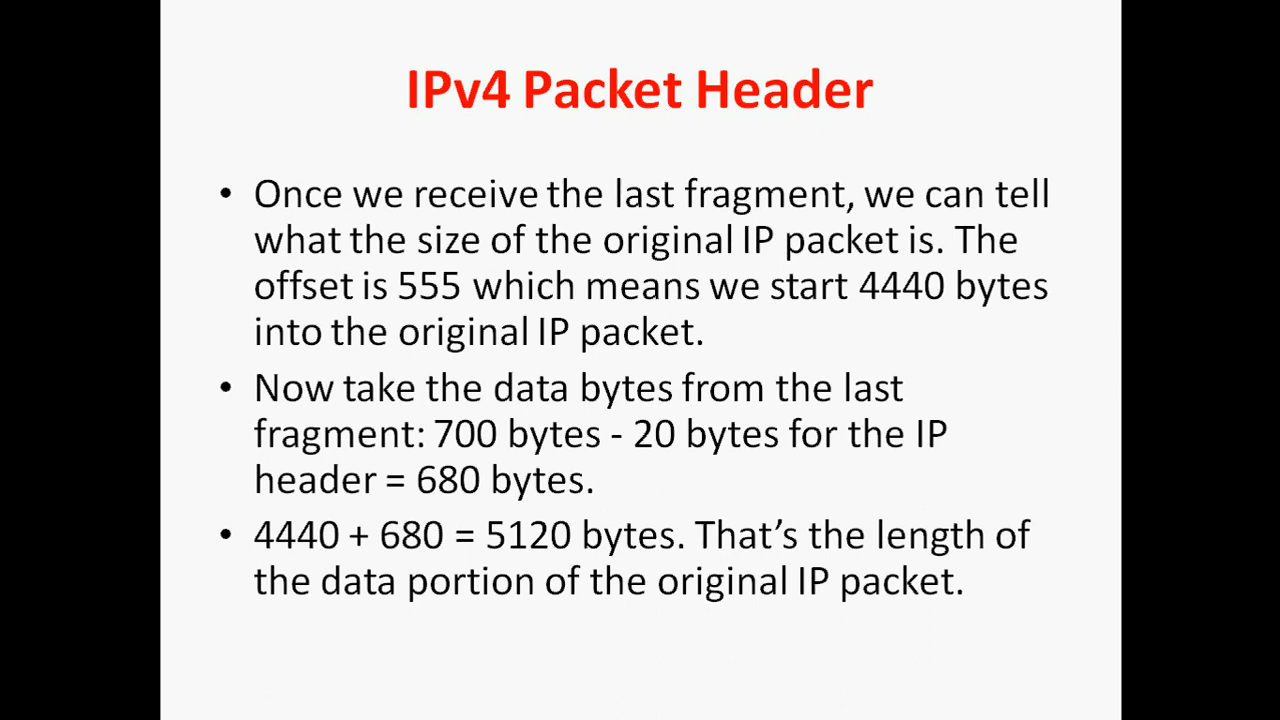 IPv4 Packet Header
• Once we receive the last fragment, we can tell
what the size of the original IP packet is. The
offset is 555 which means we start 4440 bytes
into the original IP packet.
• Now take the data bytes from the last
fragment: 700 bytes - 20 bytes for the IP
header = 680 bytes.
• 4440 + 680 = 5120 bytes. That’s the length of
the data portion of the original IP packet.